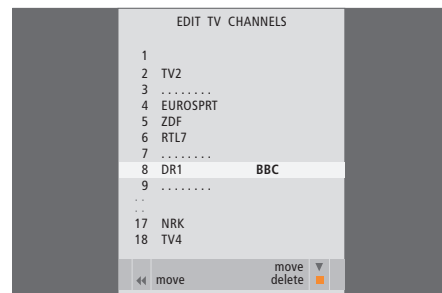 EDIT TV CHANNELS
1
2 TV2
3 ........
4 EUROSPRT
5 ZDF
6 RTL7
7 ........
8 DR1 BBC
9 ........
..
..
17 NRK
18 TV4
move
move delete